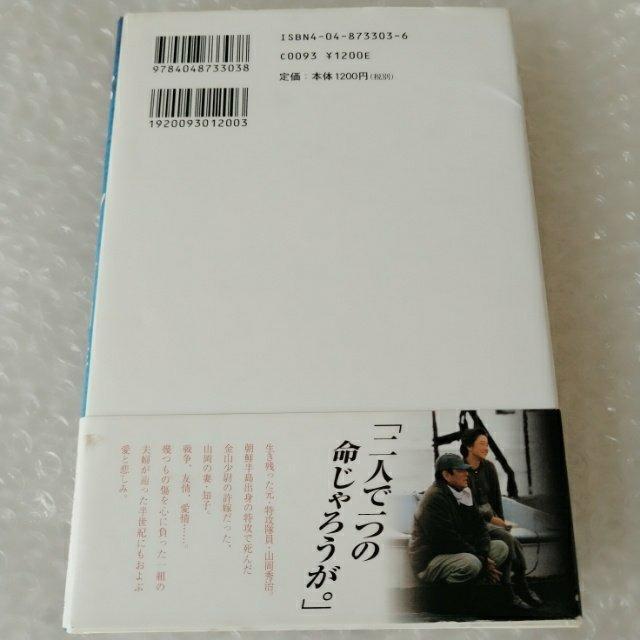 9784048733038
1920093012003
ISBN4-04-873303-6
C0093 ¥1200E
定価：本体1200円(税別)
「二人で一つの
命じゃろうが。」
生き残った元・特攻隊員・山岡秀治。
朝鮮半島出身の特攻で死んだ
金山少尉の許嫁だった、
山岡の妻・知子。
戦争、友情、愛情……。
幾つもの傷を心に負った一組の
夫婦が辿った半世紀にもおよぶ
愛と悲しみ。